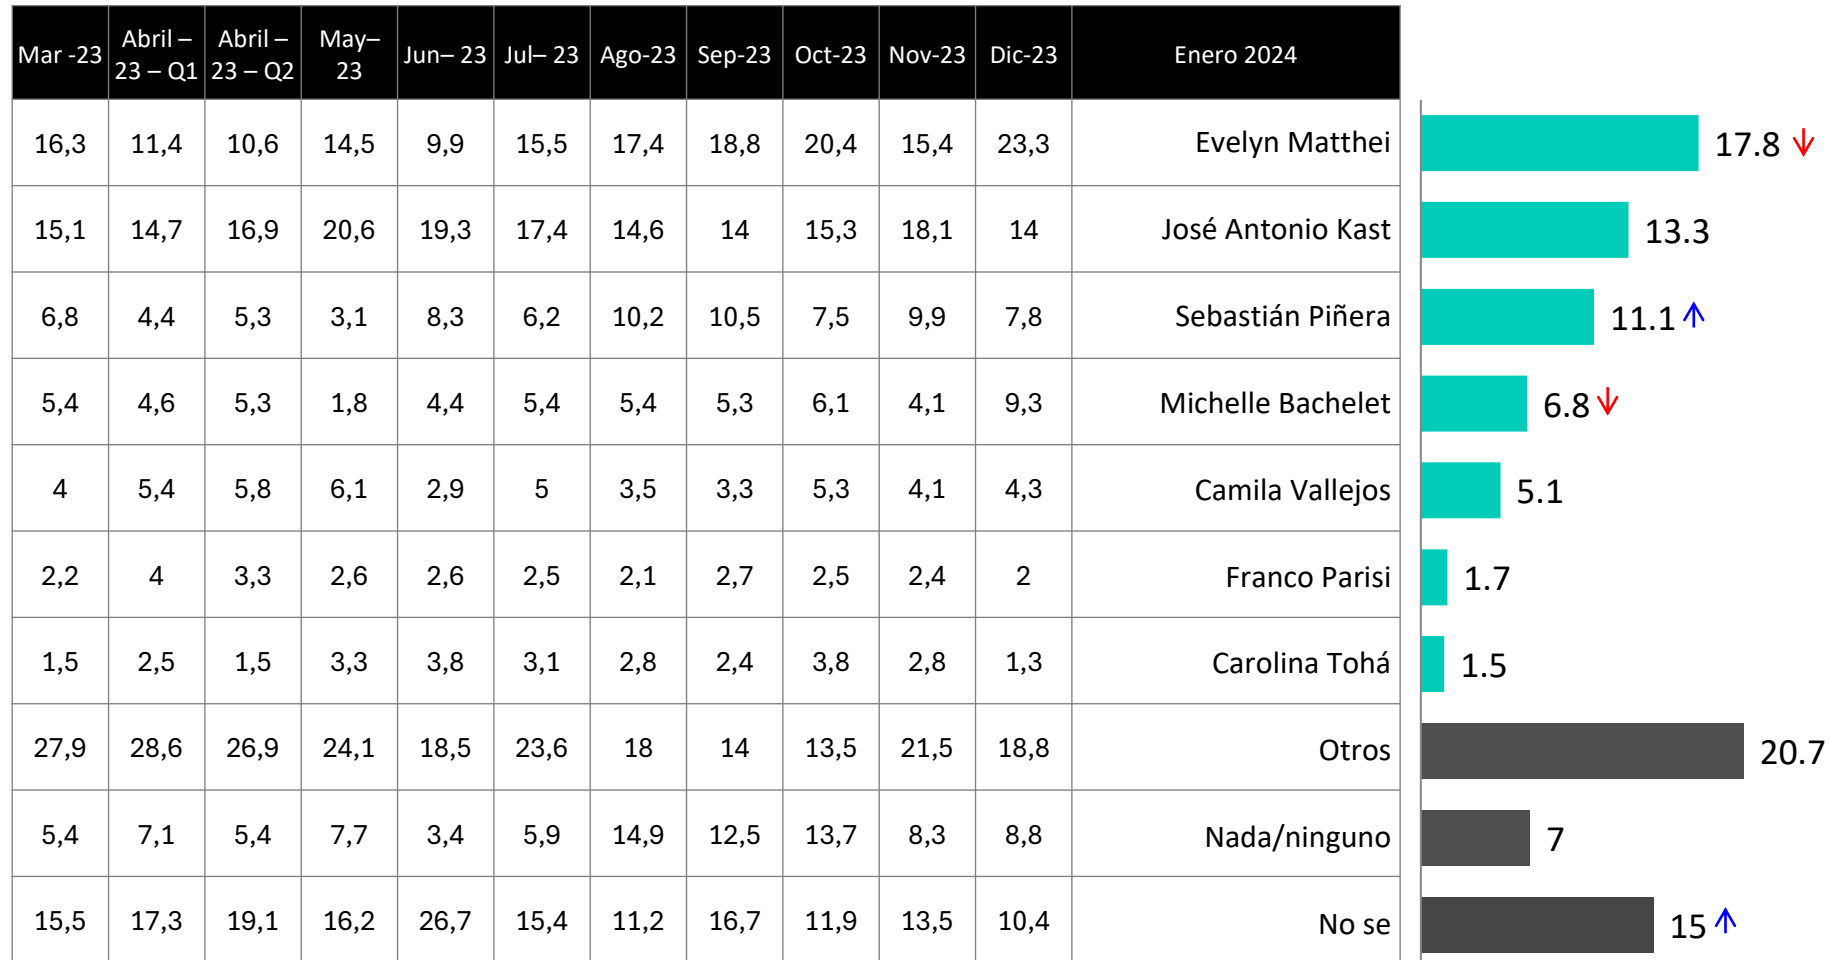 Mar -23 Abril – 23 – Q1 Abril – 23 – Q2 May– 23 Jun– 23 Jul– 23 Ago-23 Sep-23 Oct-23 Nov-23 Dic-23 Enero 2024
16,3 11,4 10,6 14,5 9,9 15,5 17,4 18,8 20,4 15,4 23,3 Evelyn Matthei 17.8
15,1 14,7 16,9 20,6 19,3 17,4 14,6 14 15,3 18,1 14 José Antonio Kast 13.3
6,8 4,4 5,3 3,1 8,3 6,2 10,2 10,5 7,5 9,9 7,8 Sebastián Piñera 11.1
5,4 4,6 5,3 1,8 4,4 5,4 5,4 5,3 6,1 4,1 9,3 Michelle Bachelet 6.8
4 5,4 5,8 6,1 2,9 5 3,5 3,3 5,3 4,1 4,3 Camila Vallejos 5.1
2,2 4 3,3 2,6 2,6 2,5 2,1 2,7 2,5 2,4 2 Franco Parisi 1.7
1,5 2,5 1,5 3,3 3,8 3,1 2,8 2,4 3,8 2,8 1,3 Carolina Tohá 1.5
27,9 28,6 26,9 24,1 18,5 23,6 18 14 13,5 21,5 18,8 Otros 20.7
5,4 7,1 5,4 7,7 3,4 5,9 14,9 12,5 13,7 8,3 8,8 Nada/ninguno 7
15,5 17,3 19,1 16,2 26,7 15,4 11,2 16,7 11,9 13,5 10,4 No se 15